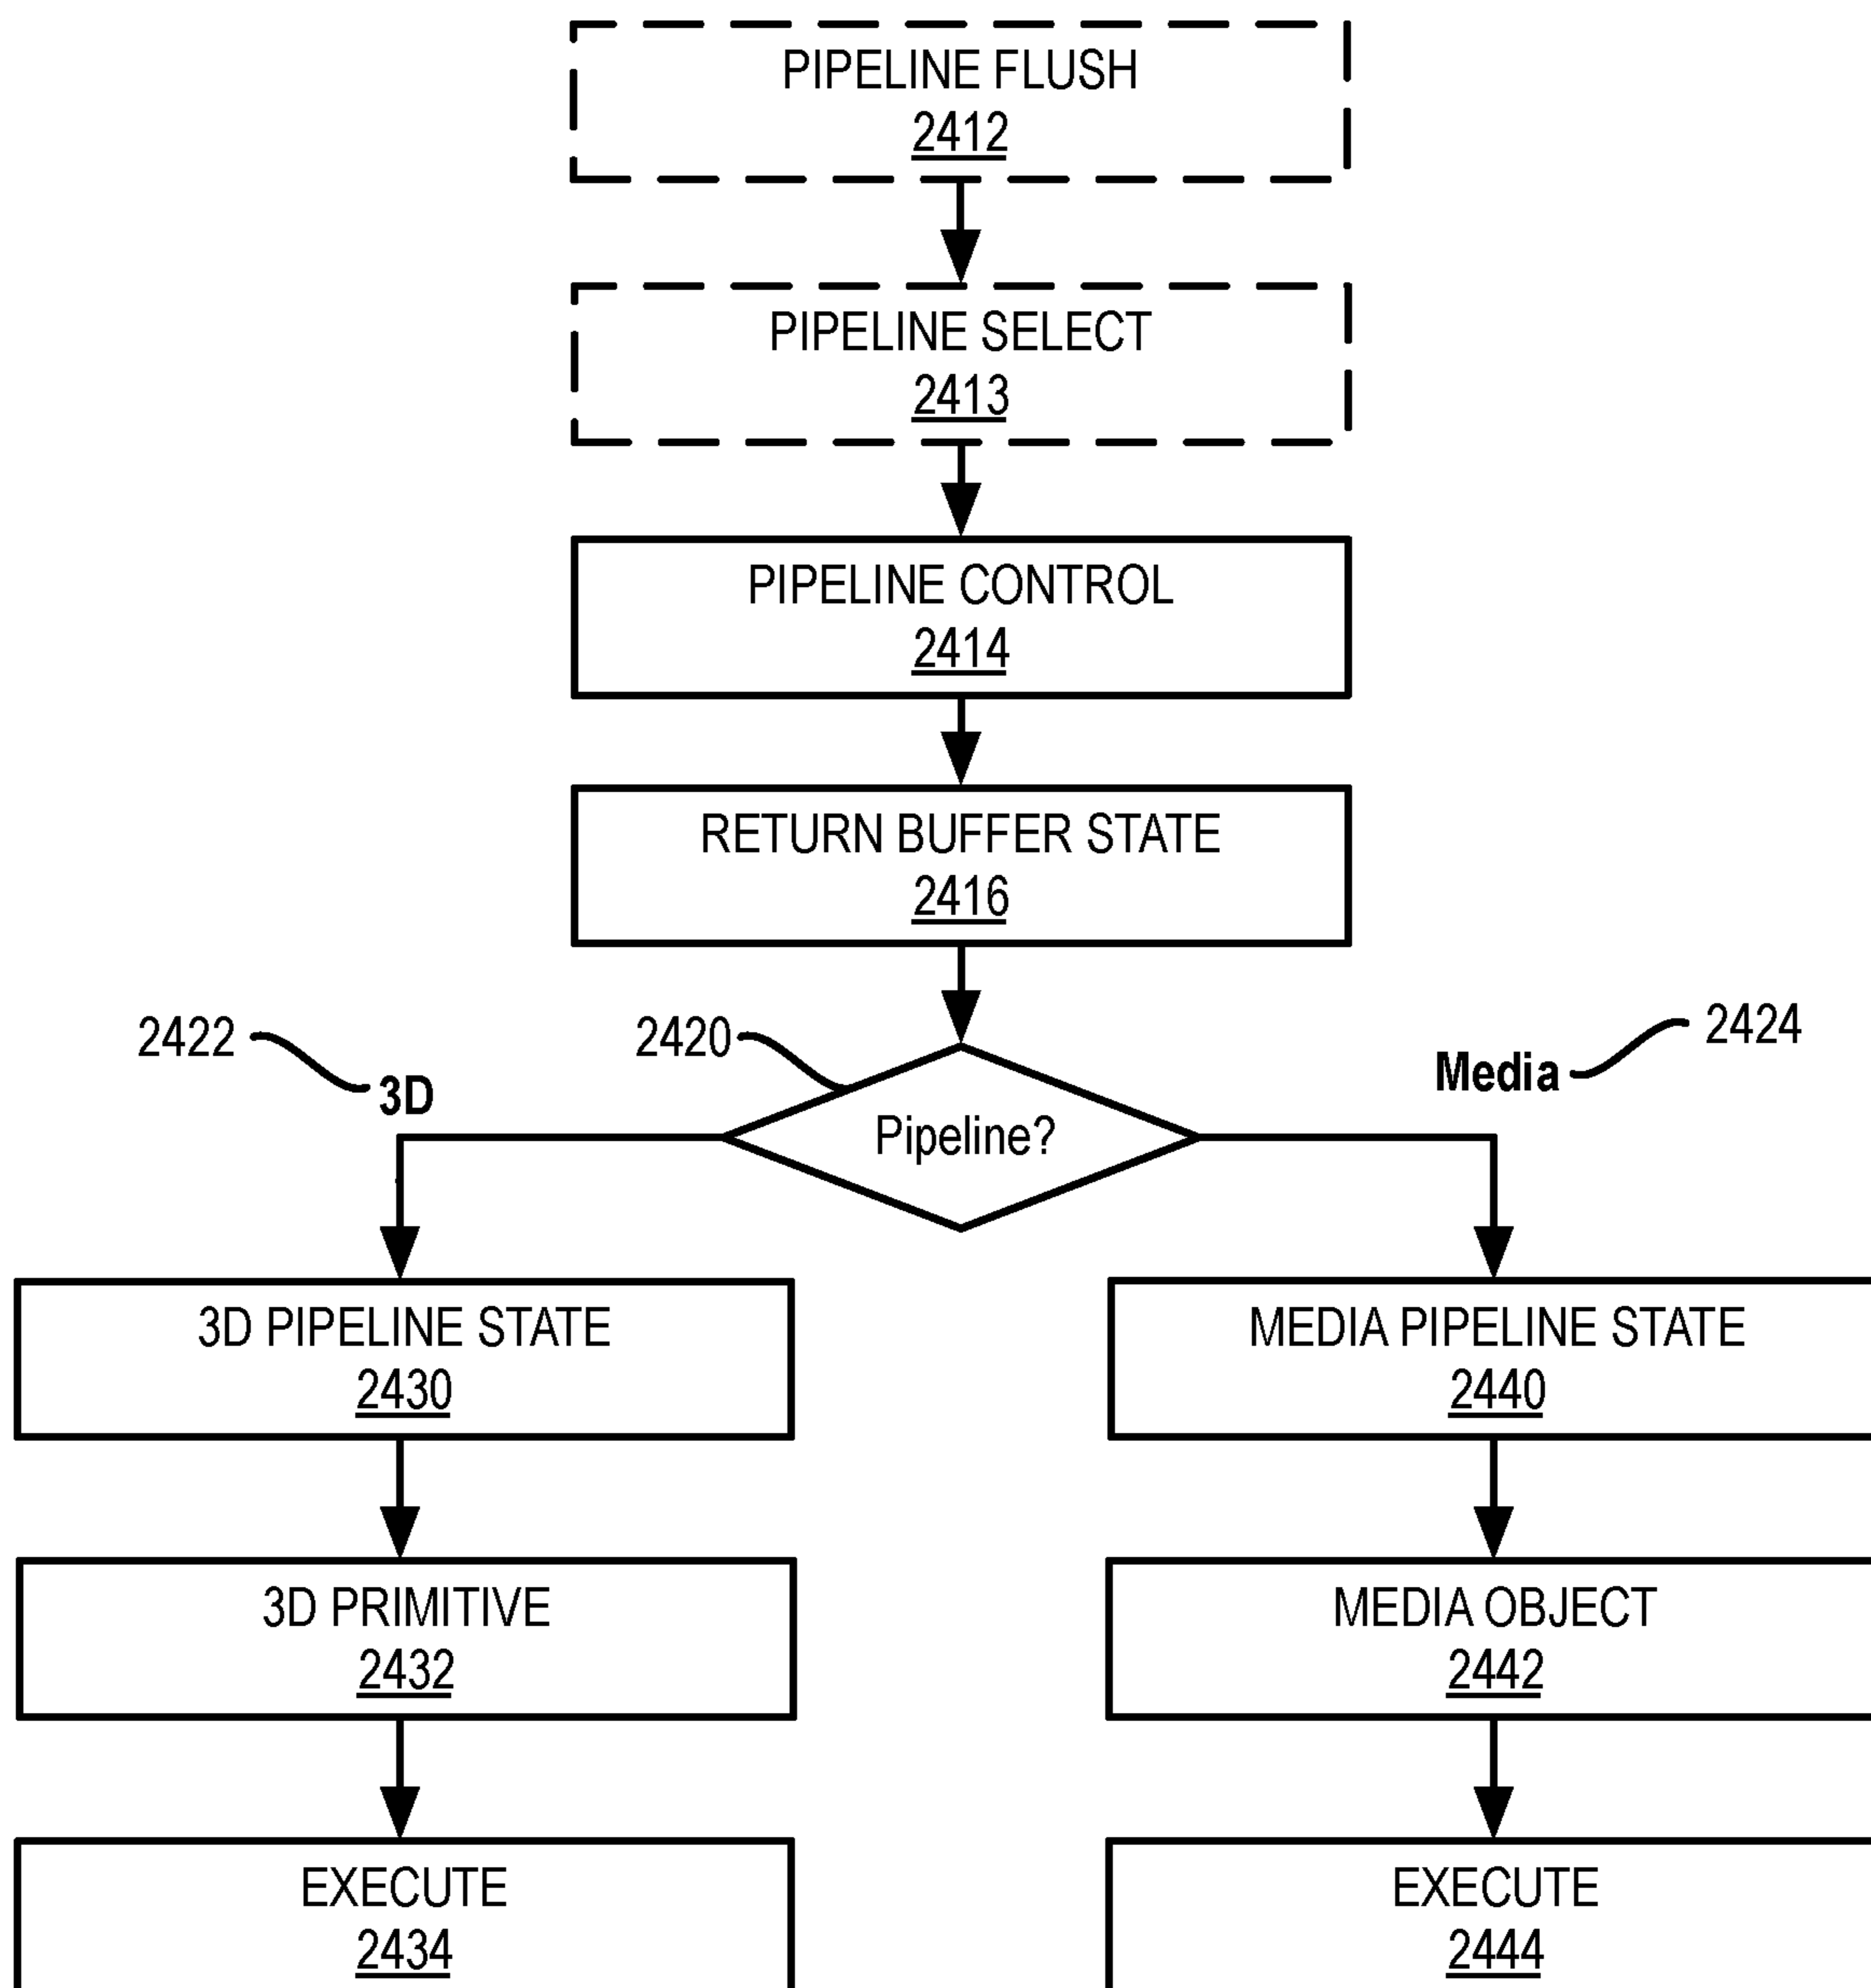 PIPELINE FLUSH
2412
PIPELINE SELECT
2413
PIPELINE CONTROL
2414
RETURN BUFFER STATE
2416
2422
2420
2424
3D
Media
Pipeline?
3D PIPELINE STATE
2430
MEDIA PIPELINE STATE
2440
3D PRIMITIVE
2432
MEDIA OBJECT
2442
EXECUTE
2434
EXECUTE
2444